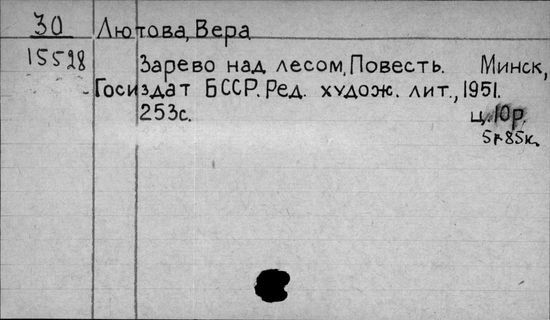 30 Лютова, Вера
15528 Зарево над лесом, Повесть. Минск,
Госиздат БССР. Ред. худож. лит., 1951.
253с. ц. 10р.
5р85к.